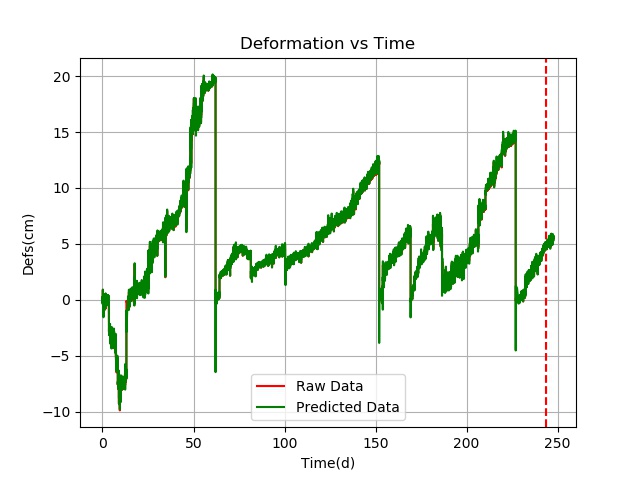 Deformation vs Time
20
15
10
5
0
−5
−10
Defs(cm)
Raw Data
Predicted Data
0 50 100 150 200 250
Time(d)